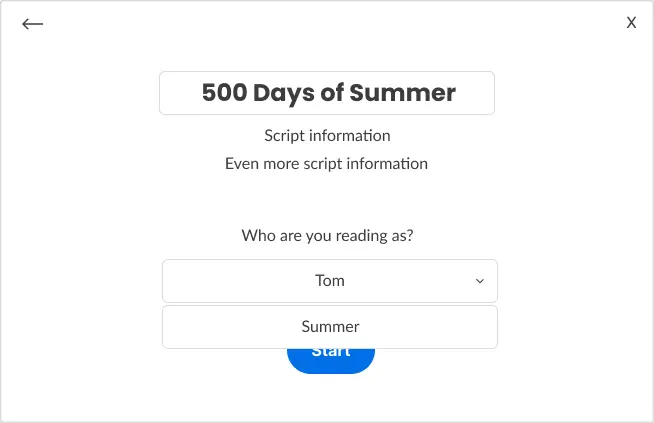 X
500 Days of Summer
Script information
Even more script information
Who are you reading as?
Tom
Summer
Start